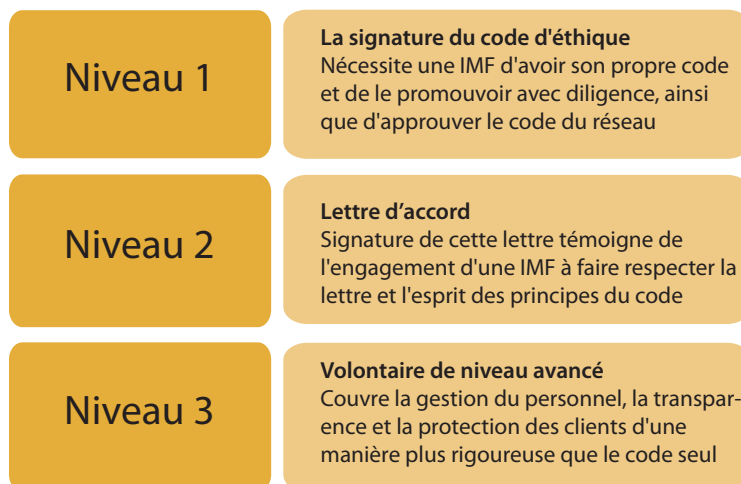 Niveau 1
La signature du code d'éthique
Nécessite une IMF d'avoir son propre code
et de le promouvoir avec diligence, ainsi
que d'approuver le code du réseau
Niveau 2
Lettre d’accord
Signature de cette lettre témoigne de
l'engagement d'une IMF à faire respecter la
lettre et l'esprit des principes du code
Niveau 3
Volontaire de niveau avancé
Couvre la gestion du personnel, la transpar-
ence et la protection des clients d'une
manière plus rigoureuse que le code seul